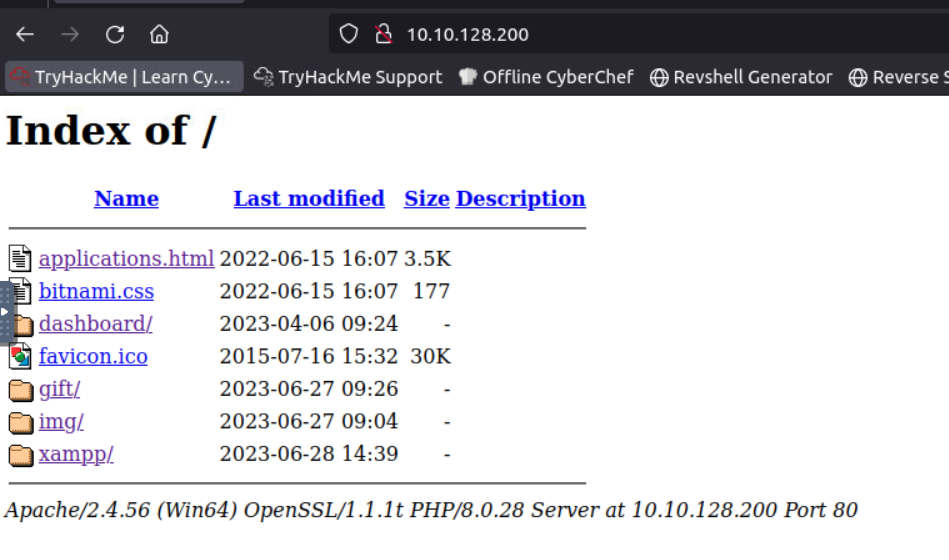 10.10.128.200
TryHackMe | Learn Cy... TryHackMe Support Offline CyberChef Revshell Generator Reverse S
Index of /
Name Last modified Size Description
applications.html 2022-06-15 16:07 3.5K
bitnami.css 2022-06-15 16:07 177
dashboard/ 2023-04-06 09:24 -
favicon.ico 2015-07-16 15:32 30K
gift/ 2023-06-27 09:26 -
img/ 2023-06-27 09:04 -
xampp/ 2023-06-28 14:39 -
Apache/2.4.56 (Win64) OpenSSL/1.1.1t PHP/8.0.28 Server at 10.10.128.200 Port 80